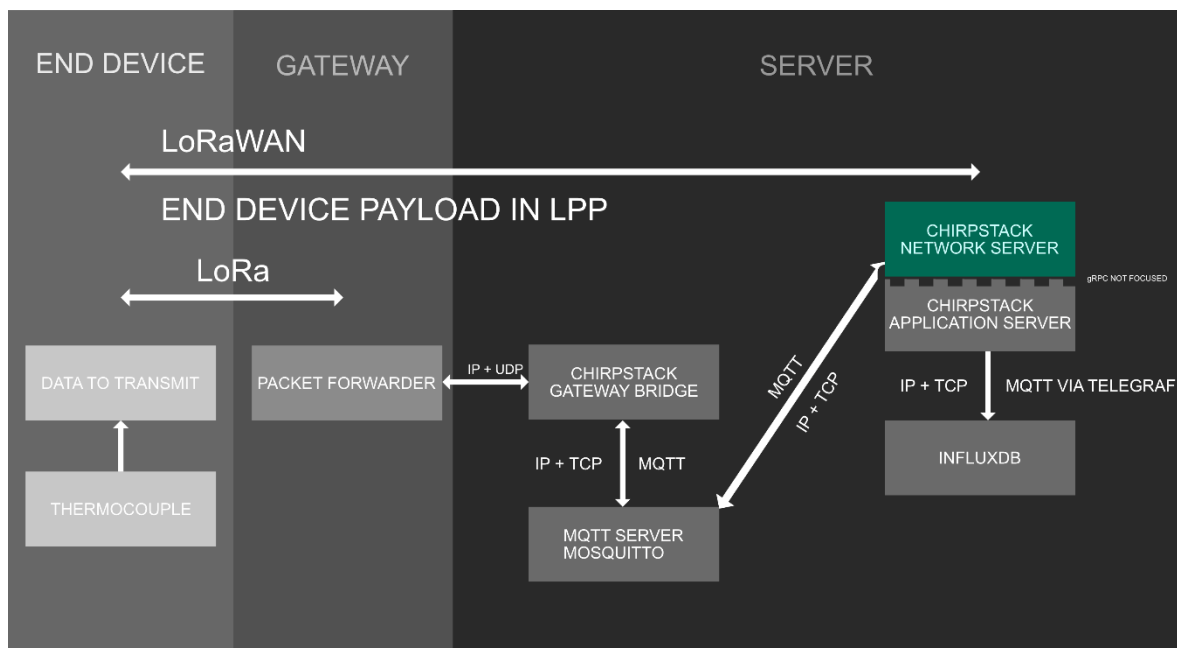 END DEVICE
GATEWAY
SERVER
LoRaWAN
END DEVICE PAYLOAD IN LPP
LoRa
CHIRPSTACK
NETWORK SERVER
gRPC NOT FOCUSED
CHIRPSTACK
APPLICATION SERVER
DATA TO TRANSMIT
PACKET FORWARDER
IP + UDP
CHIRPSTACK
GATEWAY BRIDGE
MQTT
IP + TCP
IP + TCP
MQTT VIA TELEGRAF
IP + TCP
MQTT
INFLUXDB
THERMOCOUPLE
MQTT SERVER
MOSQUITTO